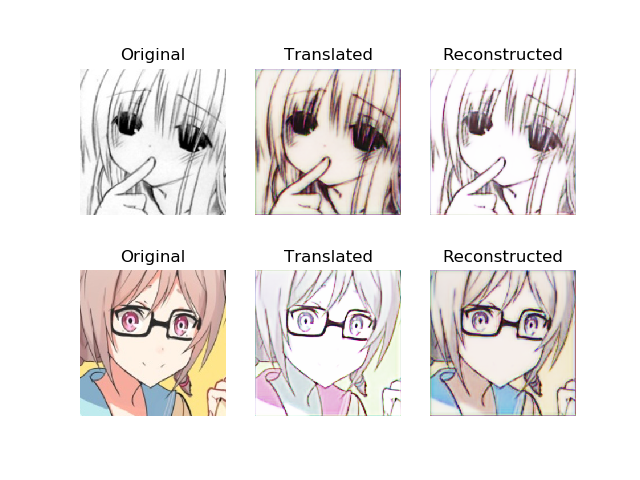 Original
Translated
Reconstructed
Original
Translated
Reconstructed